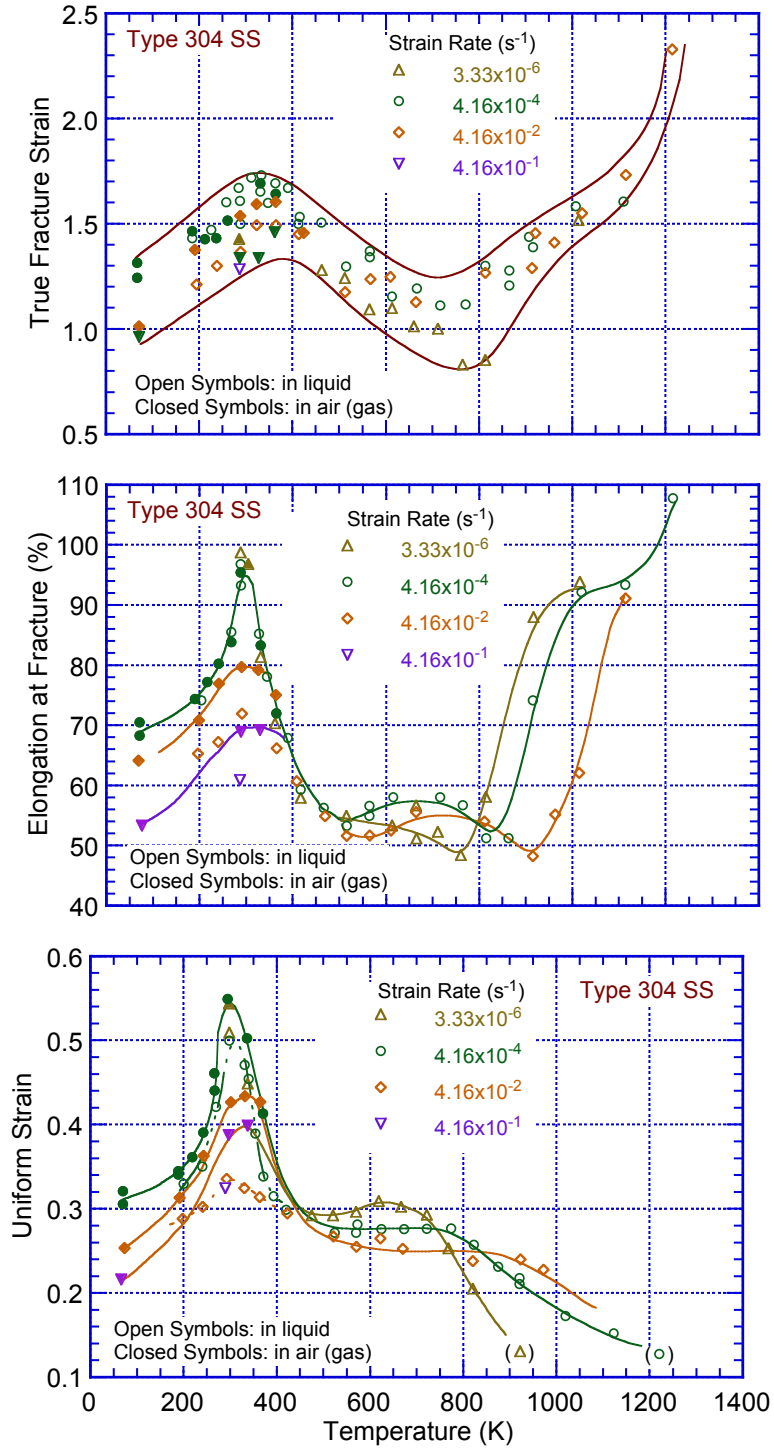 2.5
Type 304 SS
Strain Rate (s⁻¹)
3.33x10⁻⁶
4.16x10⁻⁴
4.16x10⁻²
4.16x10⁻¹
2.0
1.5
1.0
0.5
True Fracture Strain
Open Symbols: in liquid
Closed Symbols: in air (gas)
110
Type 304 SS
Strain Rate (s⁻¹)
3.33x10⁻⁶
4.16x10⁻⁴
4.16x10⁻²
4.16x10⁻¹
100
90
80
70
60
50
40
Elongation at Fracture (%)
Open Symbols: in liquid
Closed Symbols: in air (gas)
0.6
Strain Rate (s⁻¹)
Type 304 SS
3.33x10⁻⁶
4.16x10⁻⁴
4.16x10⁻²
4.16x10⁻¹
0.5
0.4
0.3
0.2
0.1
Uniform Strain
Open Symbols: in liquid
Closed Symbols: in air (gas)
( )
( )
0 200 400 600 800 1000 1200 1400
Temperature (K)